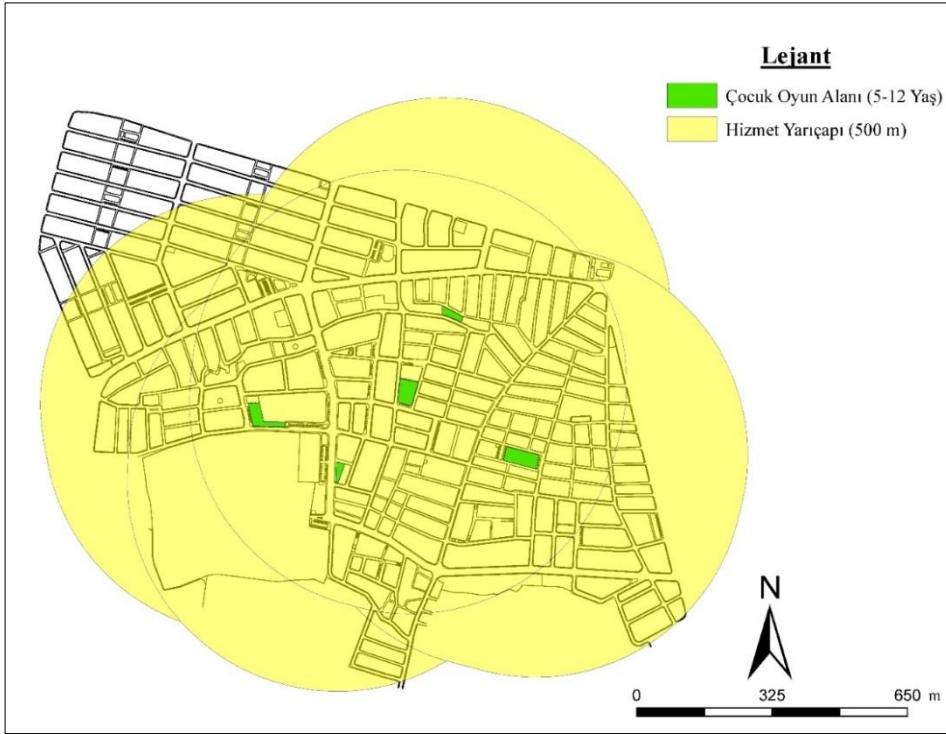 Lejant
Çocuk Oyun Alanı (5-12 Yaş)
Hizmet Yarıçapı (500 m)
N
0 325 650 m